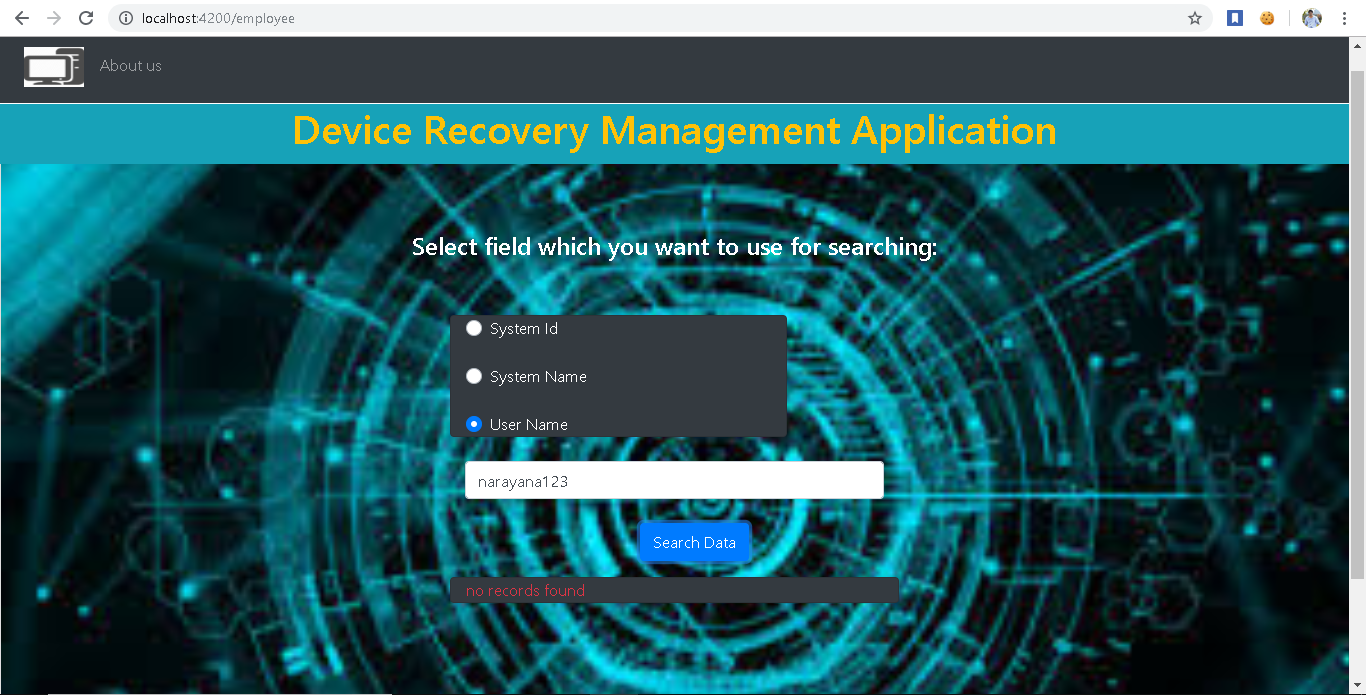 localhost:4200/employee
About us
Device Recovery Management Application
Select field which you want to use for searching:
System Id
System Name
User Name
narayana123
Search Data
no records found